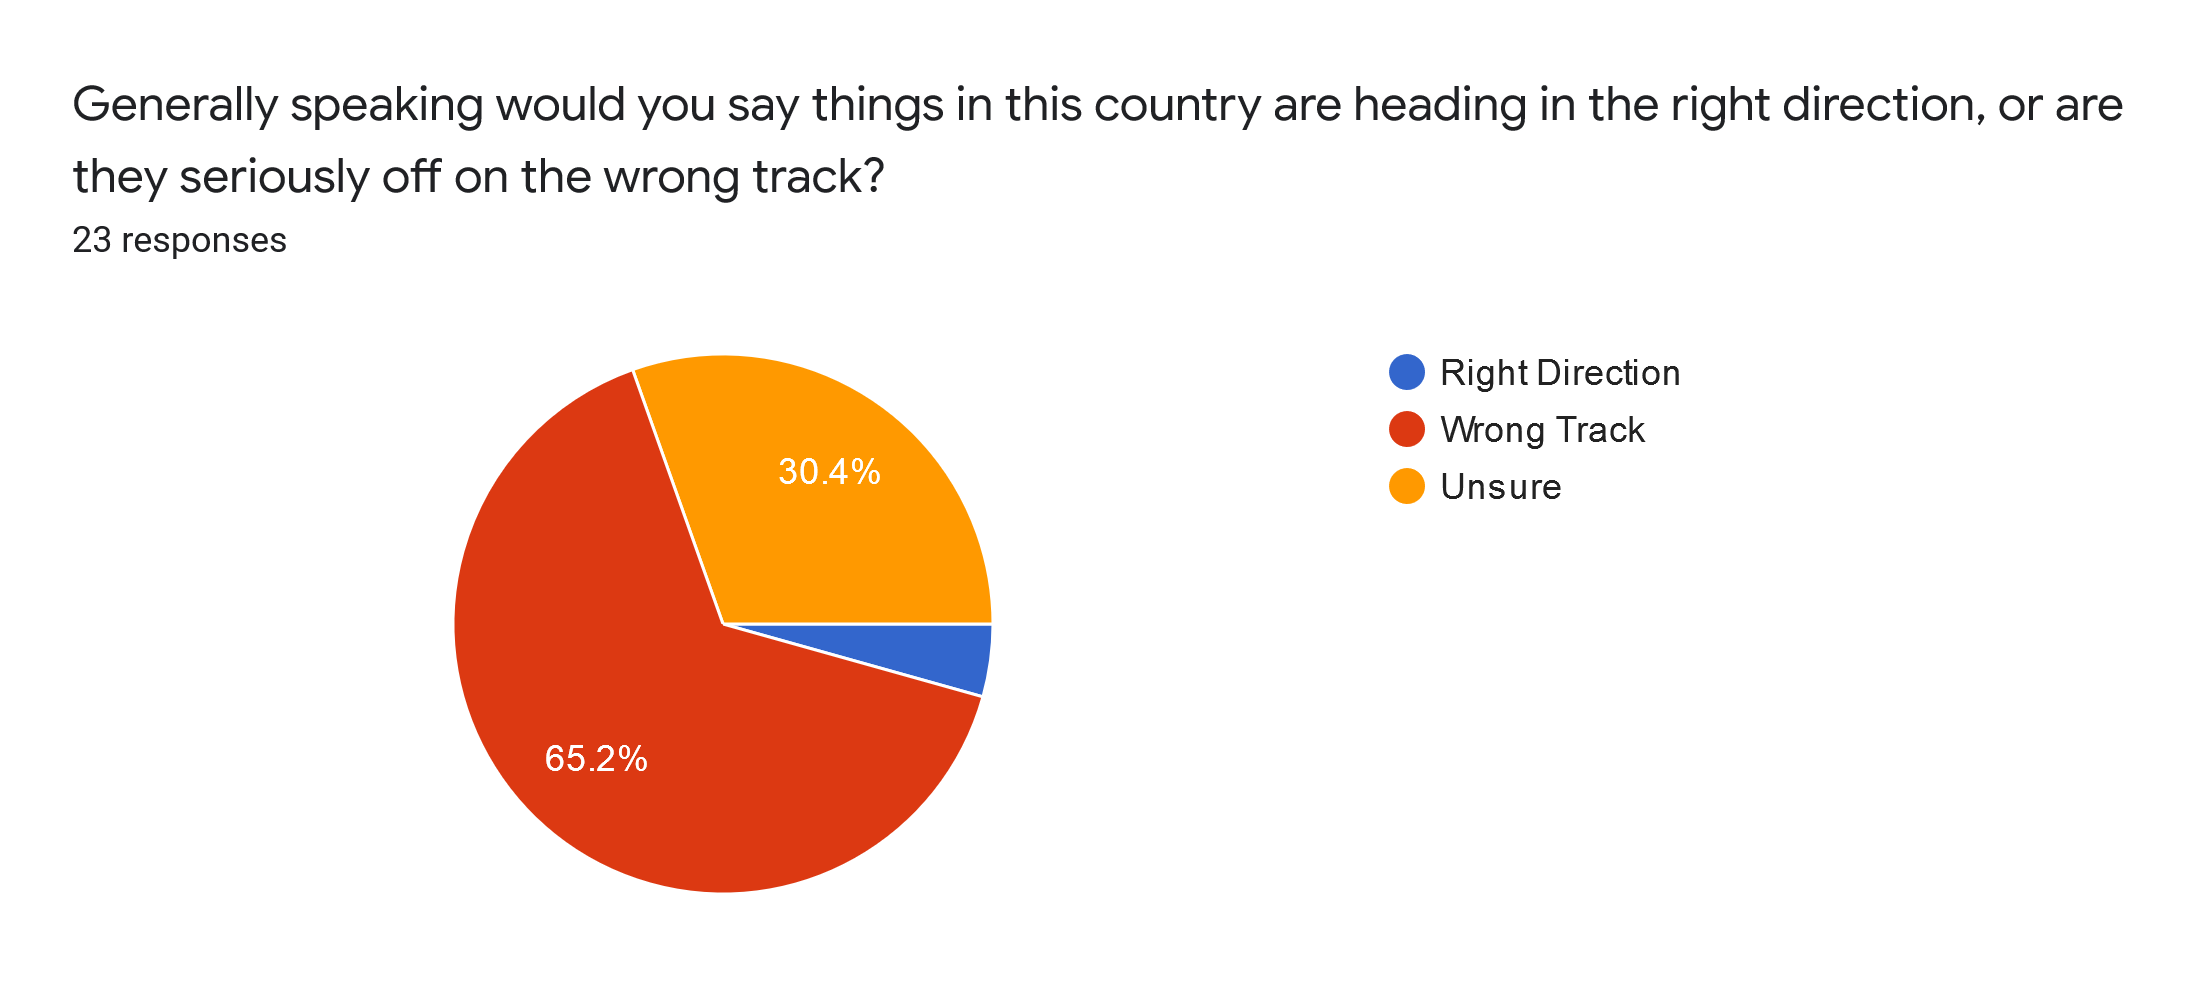 Generally speaking would you say things in this country are heading in the right direction, or are
they seriously off on the wrong track?
23 responses
Right Direction
Wrong Track
Unsure
30.4%
65.2%